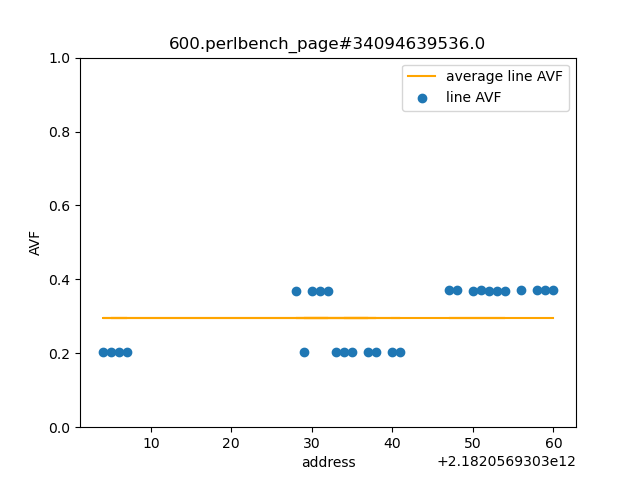 600.perlbench_page#34094639536.0
average line AVF
line AVF
1.0
0.8
0.6
0.4
0.2
0.0
AVF
10 20 30 40 50 60
address
+2.1820569303e12